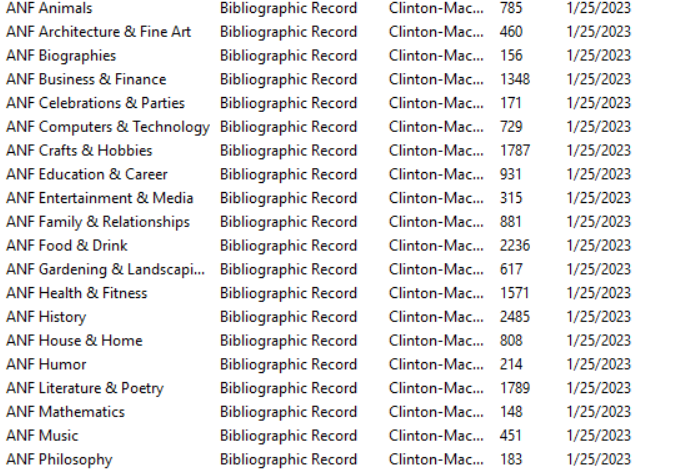 ANF Animals Bibliographic Record Clinton-Mac... 785 1/25/2023
ANF Architecture & Fine Art Bibliographic Record Clinton-Mac... 460 1/25/2023
ANF Biographies Bibliographic Record Clinton-Mac... 156 1/25/2023
ANF Business & Finance Bibliographic Record Clinton-Mac... 1348 1/25/2023
ANF Celebrations & Parties Bibliographic Record Clinton-Mac... 171 1/25/2023
ANF Computers & Technology Bibliographic Record Clinton-Mac... 729 1/25/2023
ANF Crafts & Hobbies Bibliographic Record Clinton-Mac... 1787 1/25/2023
ANF Education & Career Bibliographic Record Clinton-Mac... 931 1/25/2023
ANF Entertainment & Media Bibliographic Record Clinton-Mac... 315 1/25/2023
ANF Family & Relationships Bibliographic Record Clinton-Mac... 881 1/25/2023
ANF Food & Drink Bibliographic Record Clinton-Mac... 2236 1/25/2023
ANF Gardening & Landscapi... Bibliographic Record Clinton-Mac... 617 1/25/2023
ANF Health & Fitness Bibliographic Record Clinton-Mac... 1571 1/25/2023
ANF History Bibliographic Record Clinton-Mac... 2485 1/25/2023
ANF House & Home Bibliographic Record Clinton-Mac... 808 1/25/2023
ANF Humor Bibliographic Record Clinton-Mac... 214 1/25/2023
ANF Literature & Poetry Bibliographic Record Clinton-Mac... 1789 1/25/2023
ANF Mathematics Bibliographic Record Clinton-Mac... 148 1/25/2023
ANF Music Bibliographic Record Clinton-Mac... 451 1/25/2023
ANF Philosophy Bibliographic Record Clinton-Mac... 183 1/25/2023